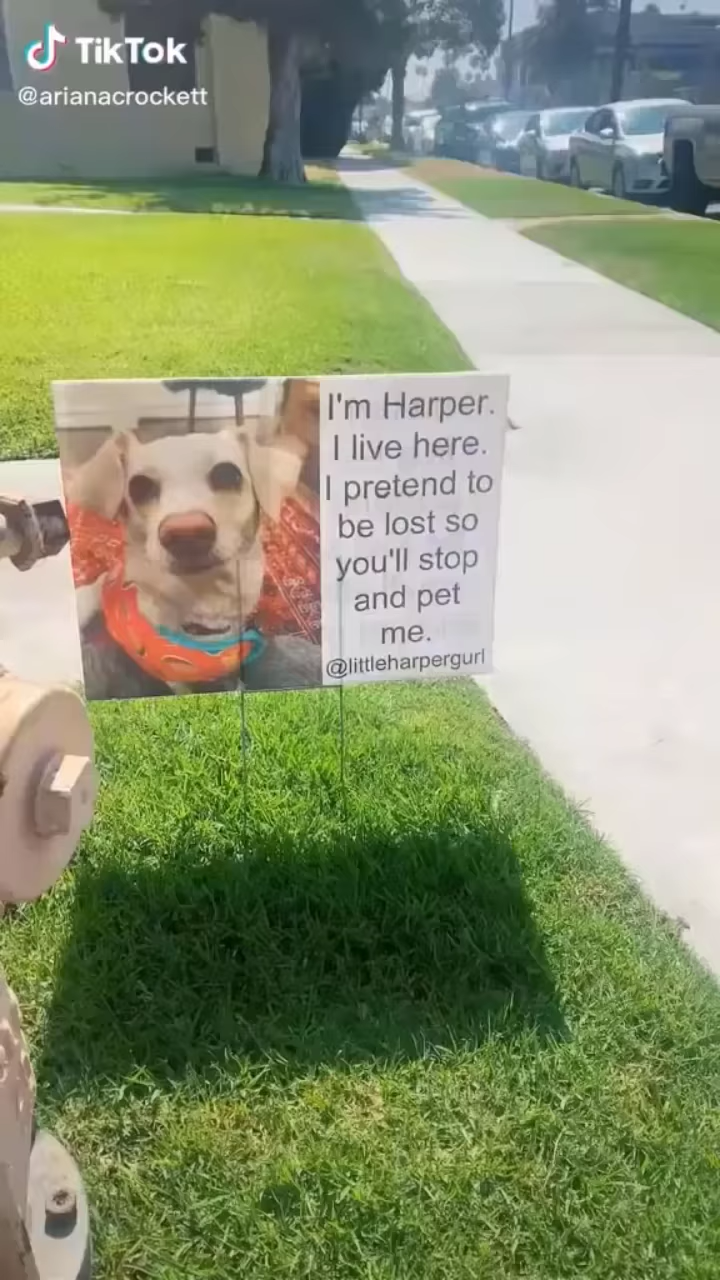 TikTok
@arianacrockett
I'm Harper.
I live here.
I pretend to
be lost so
you'll stop
and pet
me.
@littleharpergurl